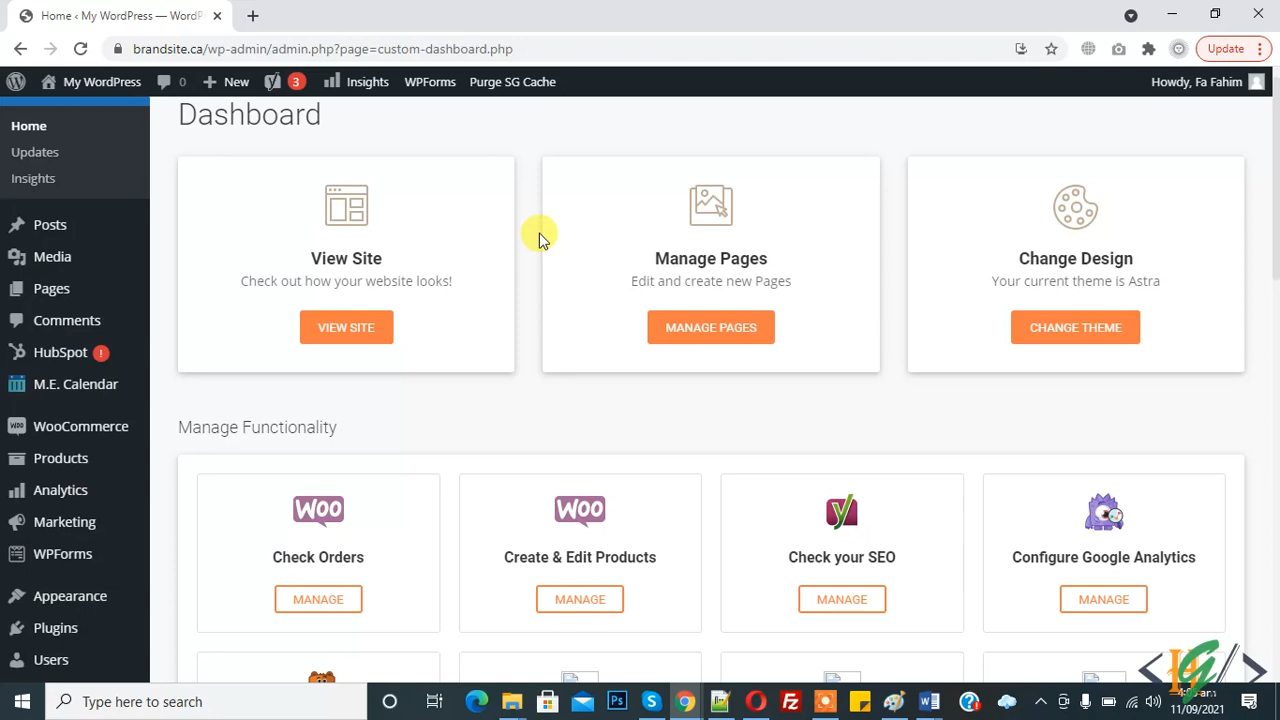 Home ‹ My WordPress — WordP
brandsite.ca/wp-admin/admin.php?page=custom-dashboard.php
Update
My WordPress
0
New
3
Insights
WPForms
Purge SG Cache
Howdy, Fa Fahim
Home
Updates
Insights
Posts
Media
Pages
Comments
HubSpot !
M.E. Calendar
WooCommerce
Products
Analytics
Marketing
WPForms
Appearance
Plugins
Users
Dashboard
View Site
Check out how your website looks!
VIEW SITE
Manage Pages
Edit and create new Pages
MANAGE PAGES
Change Design
Your current theme is Astra
CHANGE THEME
Manage Functionality
WOO
Check Orders
MANAGE
WOO
Create & Edit Products
MANAGE
Check your SEO
MANAGE
Configure Google Analytics
MANAGE
Type here to search
11/09/2021